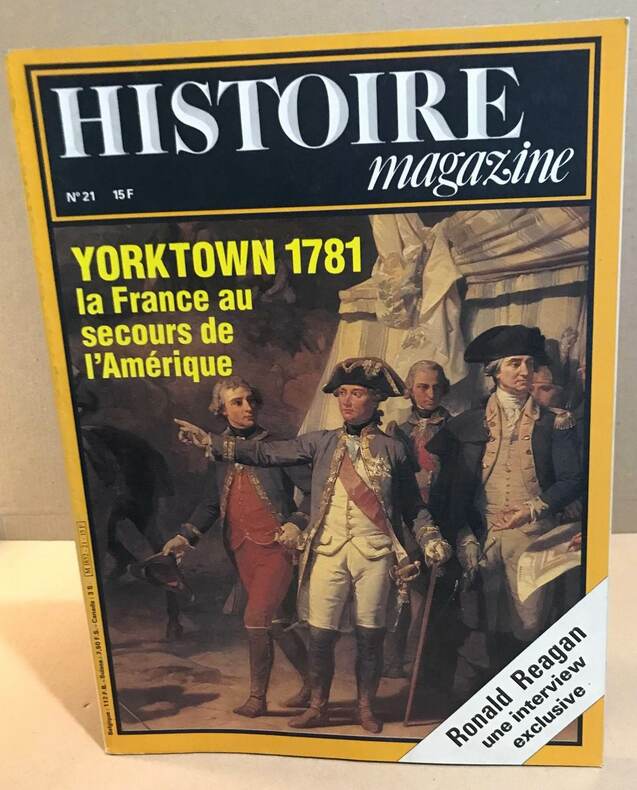 HISTOIRE
magazine
N° 21 15 F
YORKTOWN 1781
la France au
secours de
l'Amérique
Ronald Reagan
une interview
exclusive